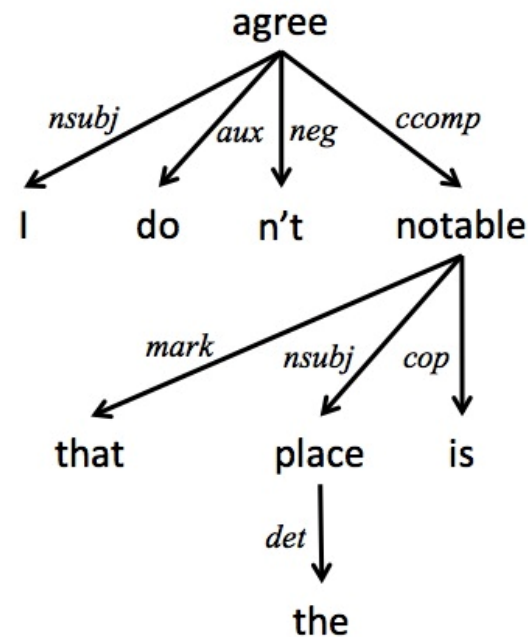 agree
nsubj aux neg ccomp
I do n't notable
mark nsubj cop
that place is
det
the